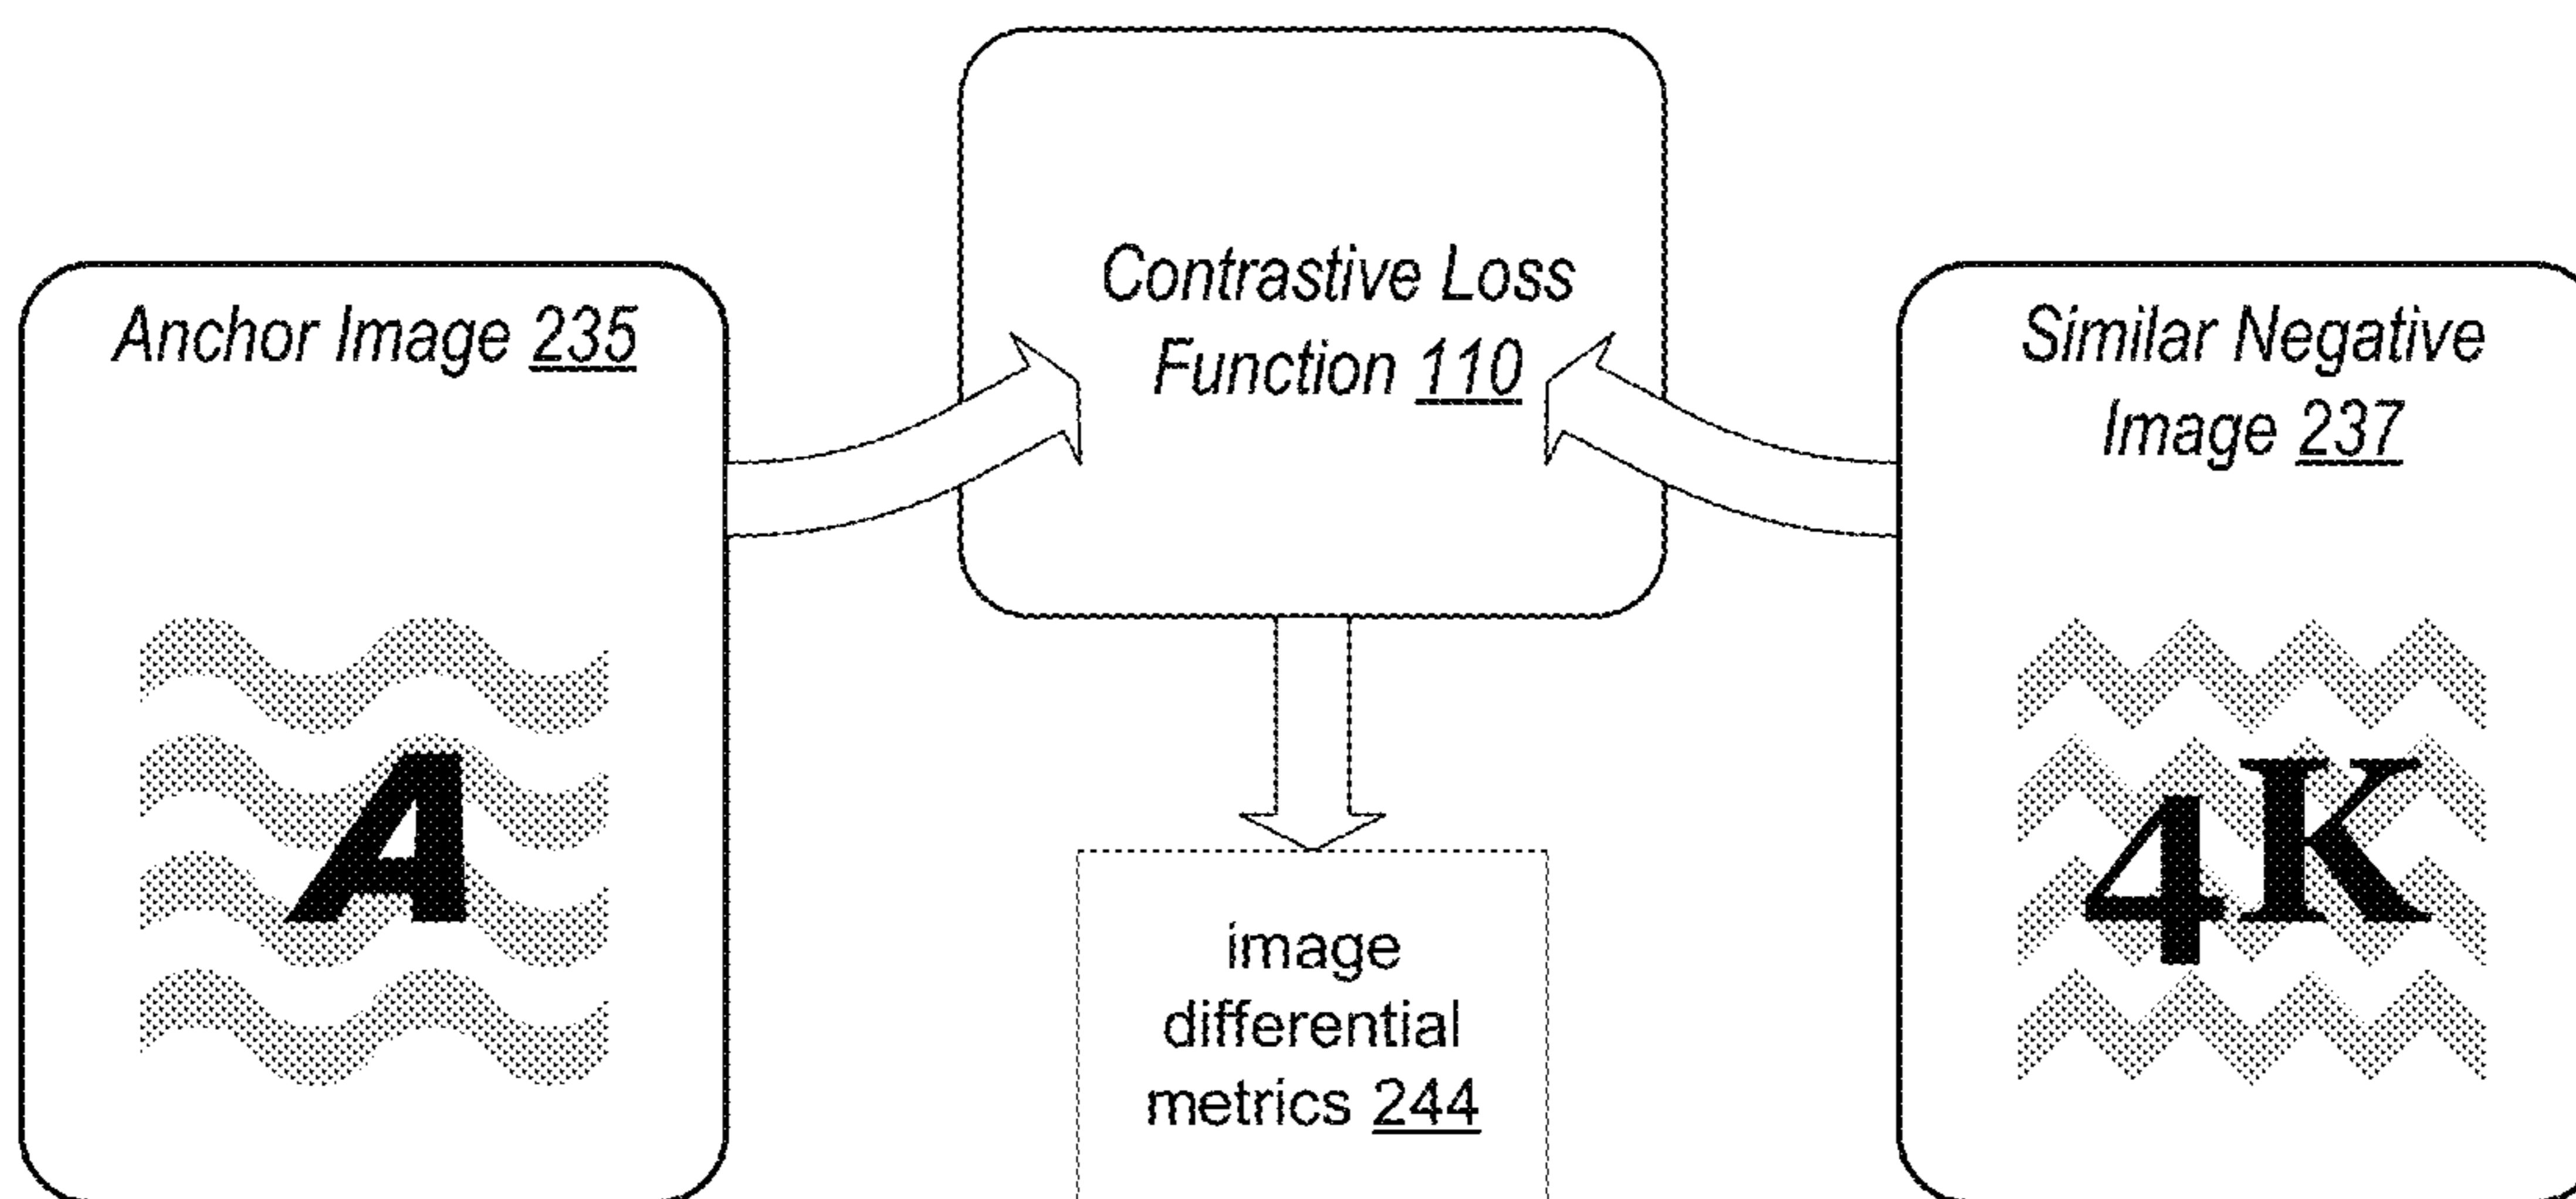 Contrastive Loss
Function 110
Anchor Image 235
Similar Negative
Image 237
A
4K
image
differential
metrics 244